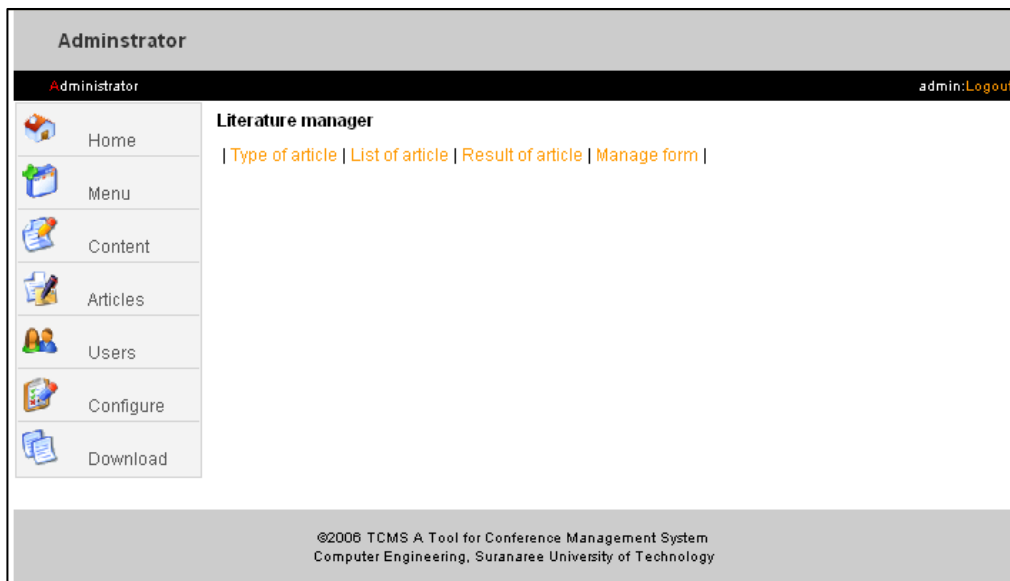 Adminstrator
Administrator
admin:Logout
Home
Menu
Content
Articles
Users
Configure
Download
Literature manager
| Type of article | List of article | Result of article | Manage form |
©2006 TCMS A Tool for Conference Management System
Computer Engineering, Suranaree University of Technology